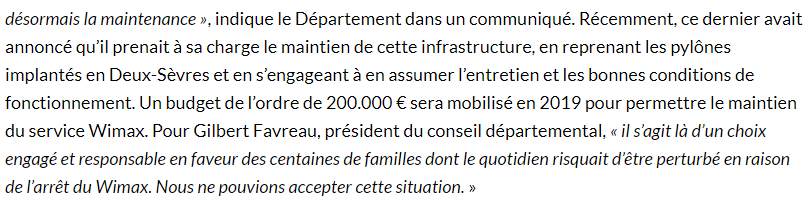 désormais la maintenance », indique le Département dans un communiqué. Récemment, ce dernier avait
annoncé qu’il prenait à sa charge le maintien de cette infrastructure, en reprenant les pylônes
implantés en Deux-Sèvres et en s’engageant à en assumer l’entretien et les bonnes conditions de
fonctionnement. Un budget de l’ordre de 200.000 € sera mobilisé en 2019 pour permettre le maintien
du service Wimax. Pour Gilbert Favreau, président du conseil départemental, « il s’agit là d’un choix
engagé et responsable en faveur des centaines de familles dont le quotidien risquait d’être perturbé en raison
de l’arrêt du Wimax. Nous ne pouvions accepter cette situation. »